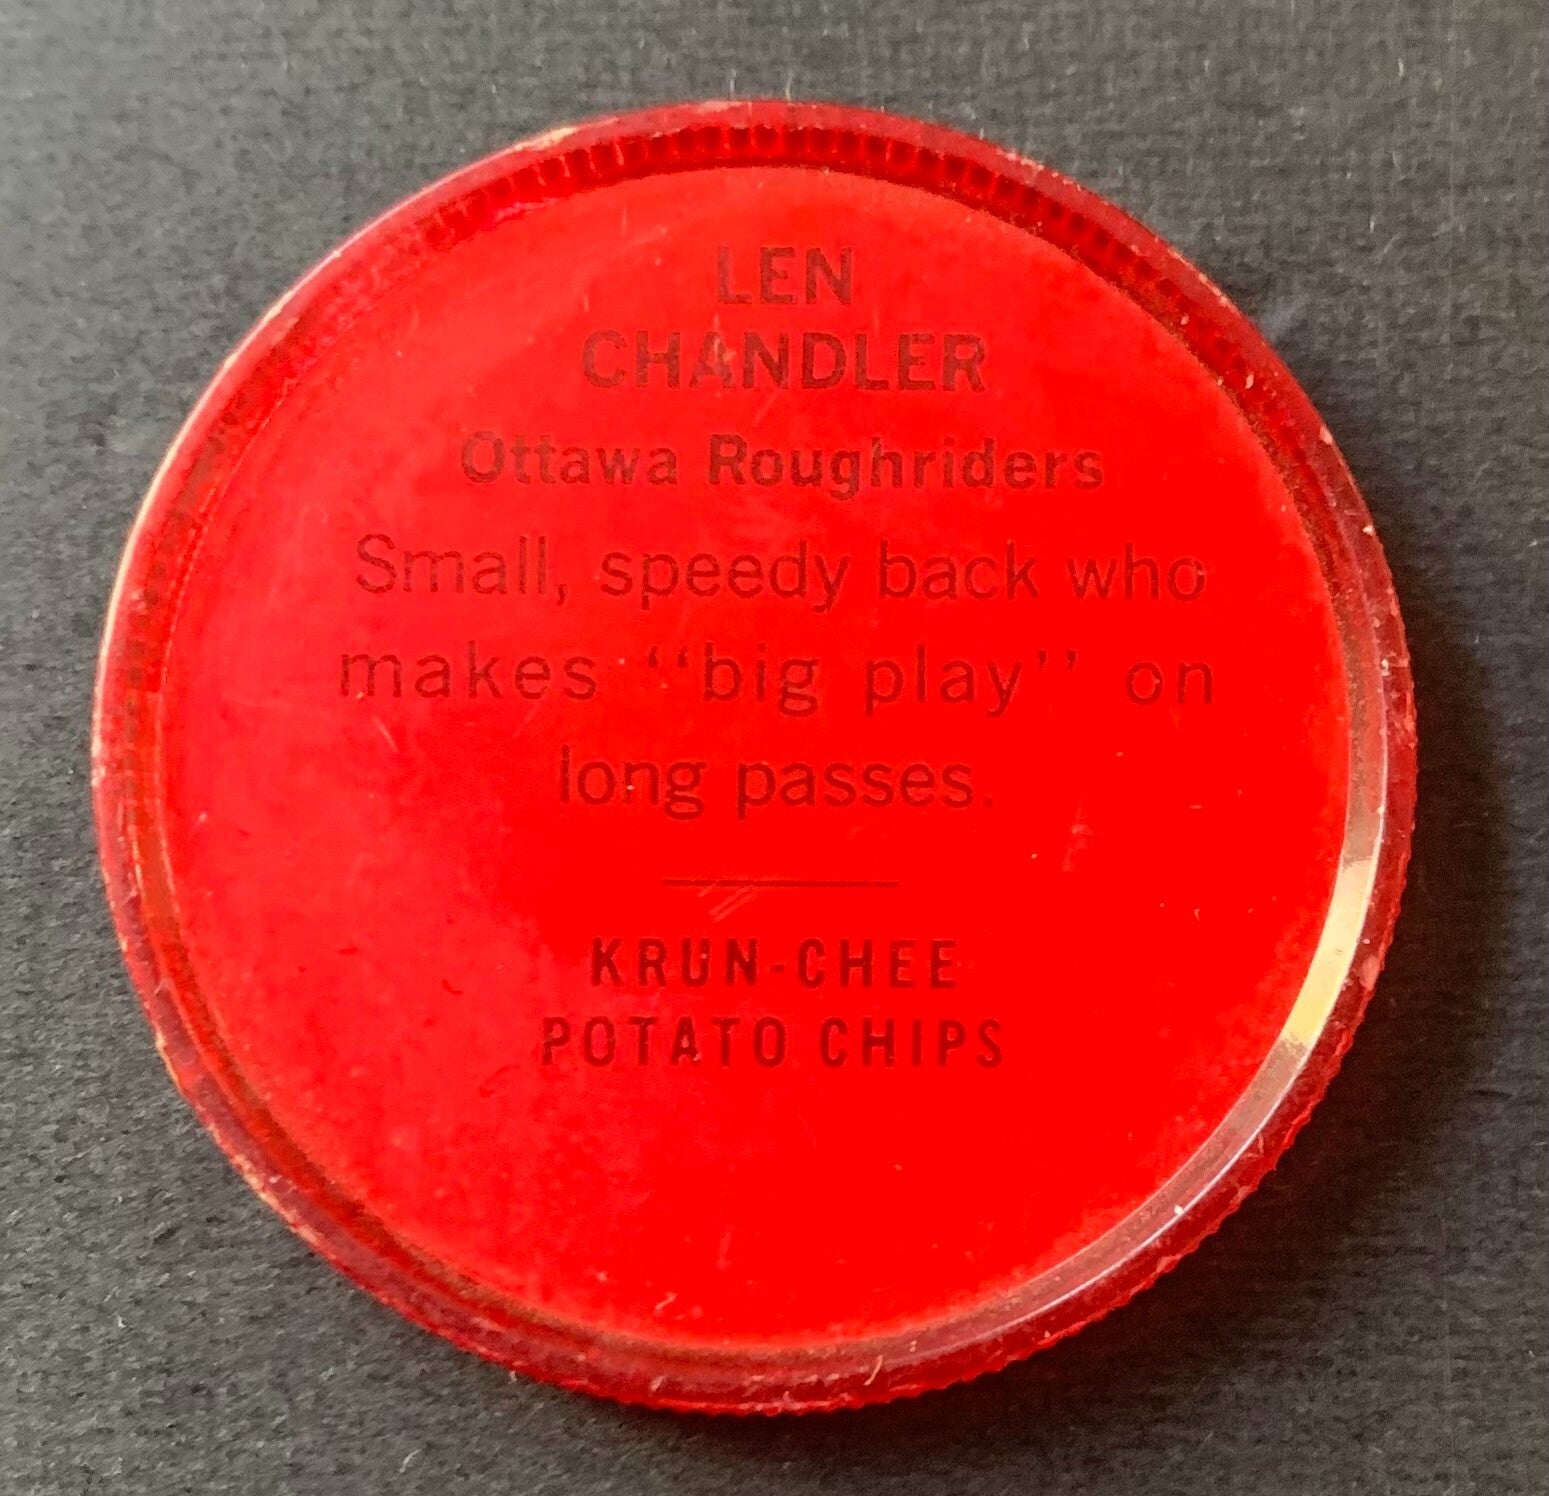 LEN
CHANDLER
Ottawa Roughriders
Small, speedy back who
makes "big play" on
long passes.
KRUN-CHEE
POTATO CHIPS